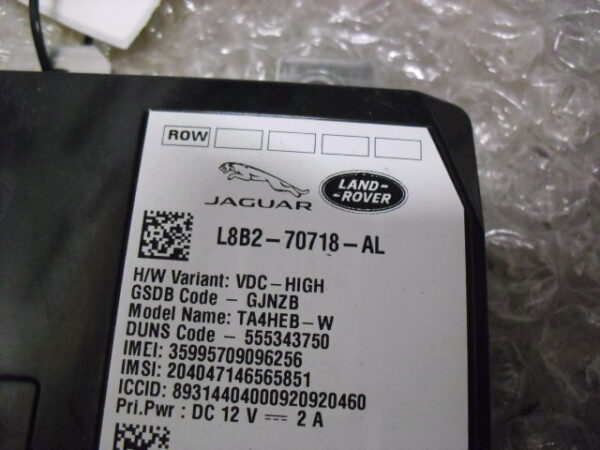 ROW
JAGUAR
LAND-
-ROVER
L8B2-70718-AL
H/W Variant: VDC-HIGH
GSDB Code - GJNZB
Model Name: TA4HEB-W
DUNS Code - 555343750
IMEI: 35995709096256
IMSI: 204047146565851
ICCID: 89314404000920920460
Pri.Pwr : DC 12 V ⎓ 2 A